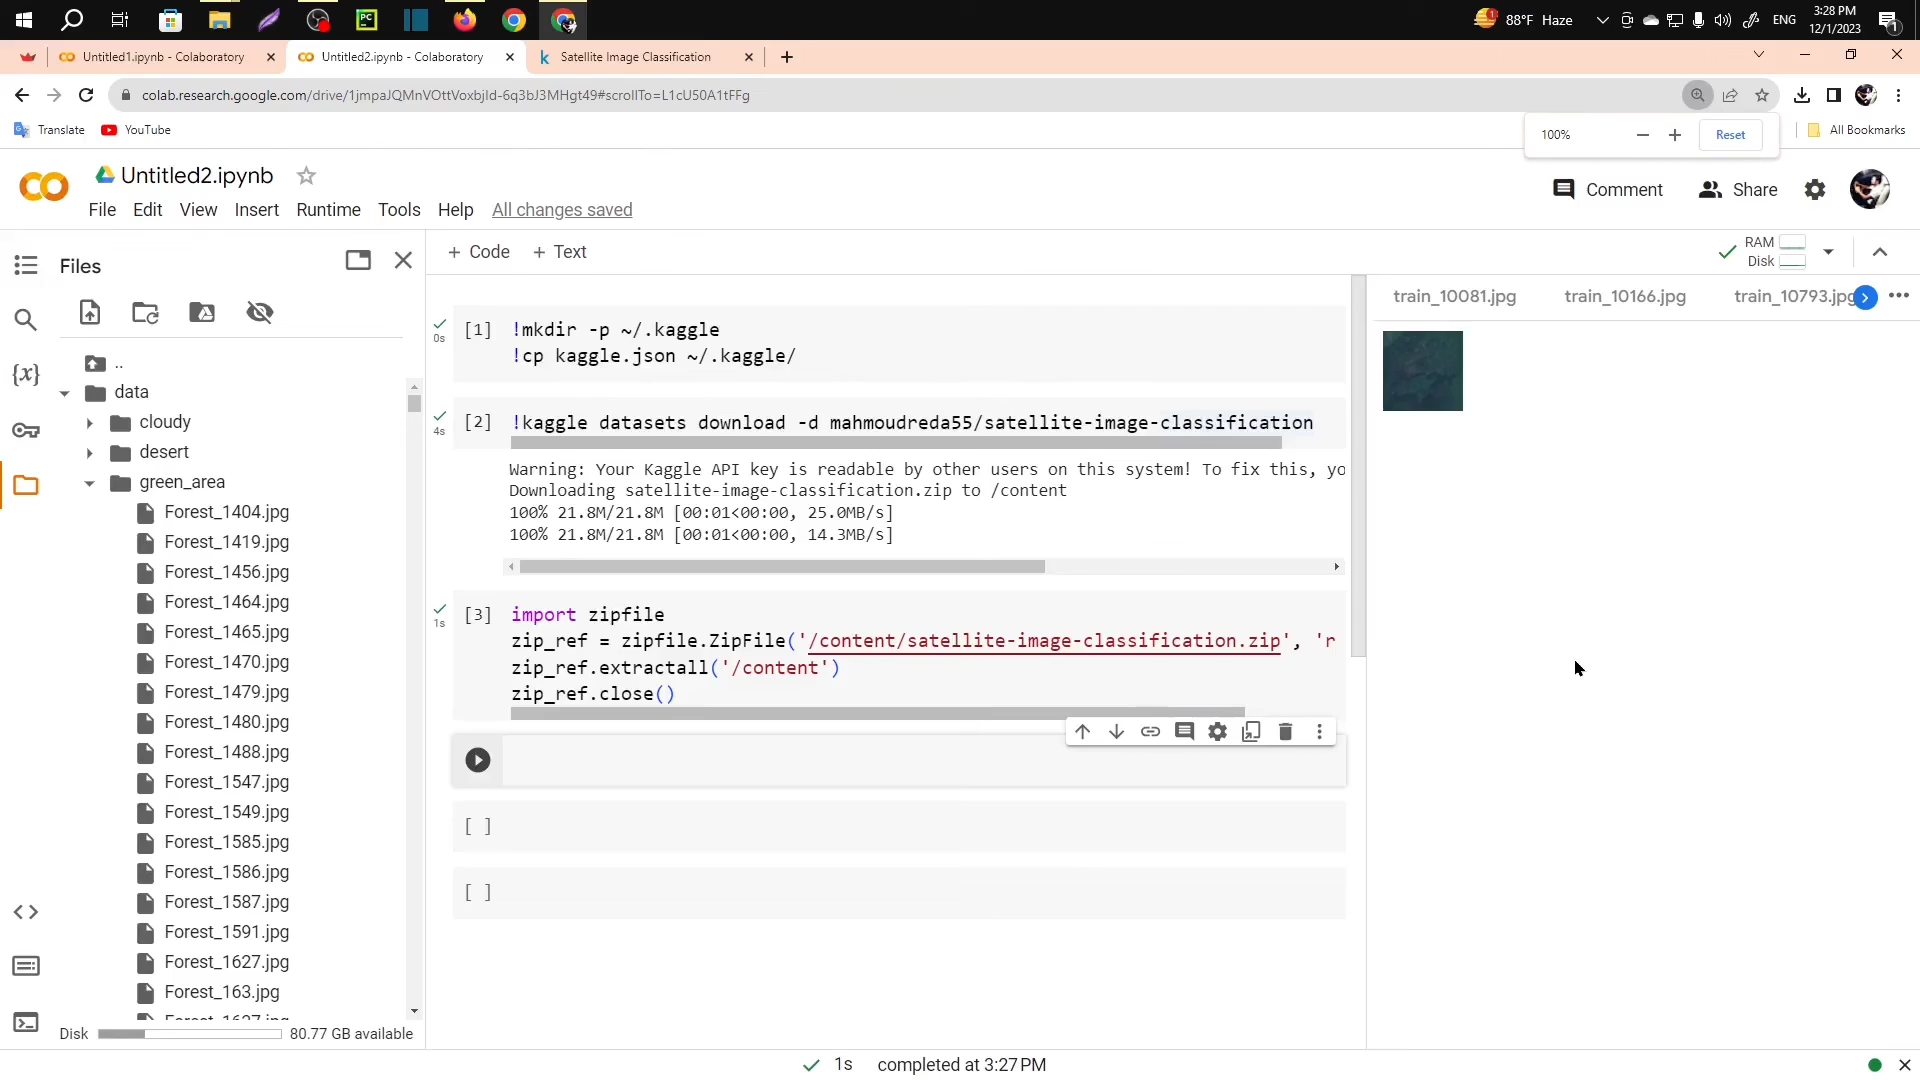 88°F Haze
ENG
3:28 PM
12/1/2023
1
Untitled1.ipynb - Colaboratory
Untitled2.ipynb - Colaboratory
Satellite Image Classification
colab.research.google.com/drive/1jmpaJQMnVOttVoxbjld-6q3bJ3MHgt49#scrollTo=L1cU50A1tFFg
Translate
YouTube
100%
Reset
All Bookmarks
Untitled2.ipynb
File Edit View Insert Runtime Tools Help All changes saved
Comment
Share
Files
+ Code + Text
RAM
Disk
..
data
cloudy
desert
green_area
Forest_1404.jpg
Forest_1419.jpg
Forest_1456.jpg
Forest_1464.jpg
Forest_1465.jpg
Forest_1470.jpg
Forest_1479.jpg
Forest_1480.jpg
Forest_1488.jpg
Forest_1547.jpg
Forest_1549.jpg
Forest_1585.jpg
Forest_1586.jpg
Forest_1587.jpg
Forest_1591.jpg
Forest_1627.jpg
Forest_163.jpg
Disk 80.77 GB available
0s
[1] !mkdir -p ~/.kaggle
!cp kaggle.json ~/.kaggle/
4s
[2] !kaggle datasets download -d mahmoudreda55/satellite-image-classification
Warning: Your Kaggle API key is readable by other users on this system! To fix this, yo
Downloading satellite-image-classification.zip to /content
100% 21.8M/21.8M [00:01<00:00, 25.0MB/s]
100% 21.8M/21.8M [00:01<00:00, 14.3MB/s]
1s
[3] import zipfile
zip_ref = zipfile.ZipFile('/content/satellite-image-classification.zip', 'r
zip_ref.extractall('/content')
zip_ref.close()
[ ]
[ ]
train_10081.jpg train_10166.jpg train_10793.jpg
1s completed at 3:27 PM